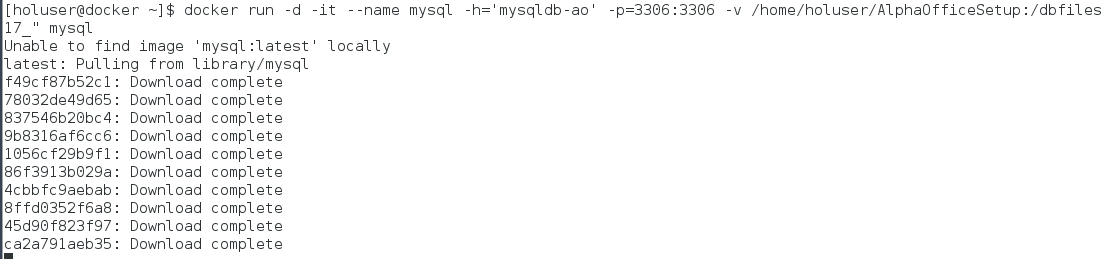 [holuser@docker ~]$ docker run -d -it --name mysql -h='mysqldb-ao' -p=3306:3306 -v /home/holuser/AlphaOfficeSetup:/dbfiles
17_" mysql
Unable to find image 'mysql:latest' locally
latest: Pulling from library/mysql
f49cf87b52c1: Download complete
78032de49d65: Download complete
837546b20bc4: Download complete
9b8316af6cc6: Download complete
1056cf29b9f1: Download complete
86f3913b029a: Download complete
4cbbfc9aebab: Download complete
8ffd0352f6a8: Download complete
45d90f823f97: Download complete
ca2a791aeb35: Download complete